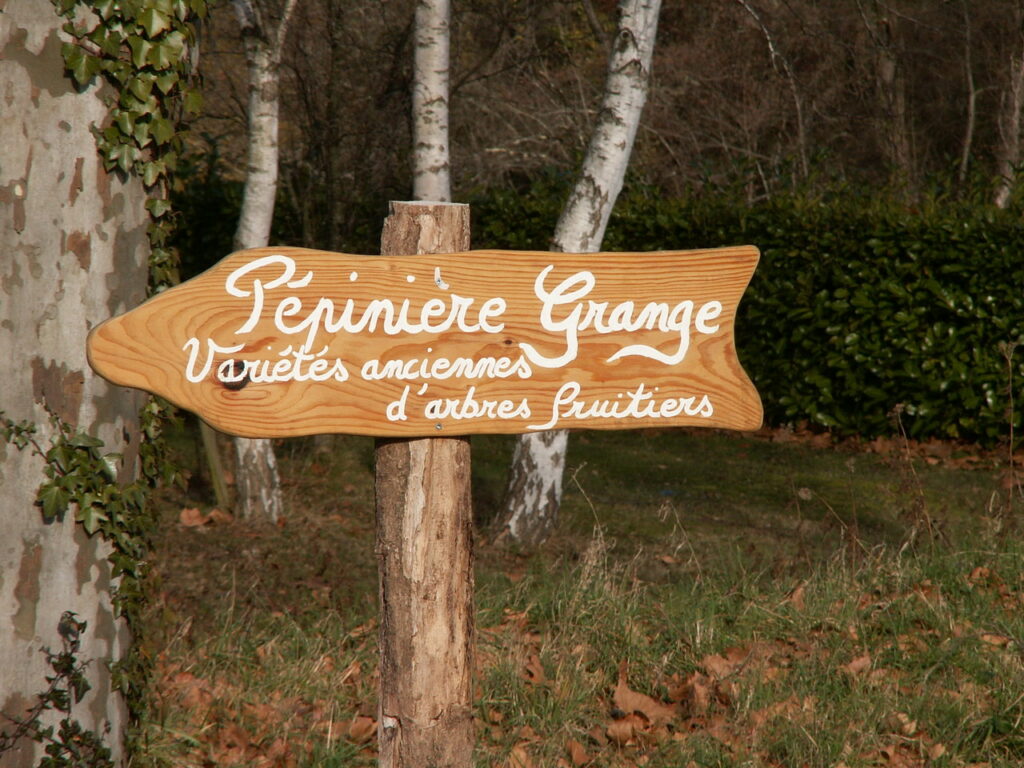 Pépinière Grange
Variétés anciennes
d'arbres fruitiers